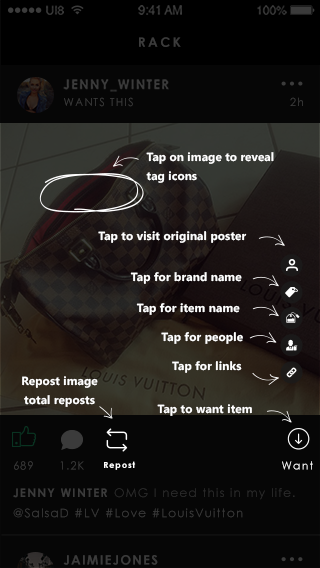 UI8 9:41 AM 100%
RACK
JENNY_WINTER
WANTS THIS 2h
Tap on image to reveal
tag icons
Tap to visit original poster
Tap for brand name
Tap for item name
LOUIS VUITTON
Tap for people
Tap for links
LOUIS VUITTON
Repost image
total reposts
Tap to want item
689 1.2K Repost Want
JENNY WINTER OMG I need this in my life.
@SalsaD #LV #Love #LouisVuitton
JAIMIEJONES